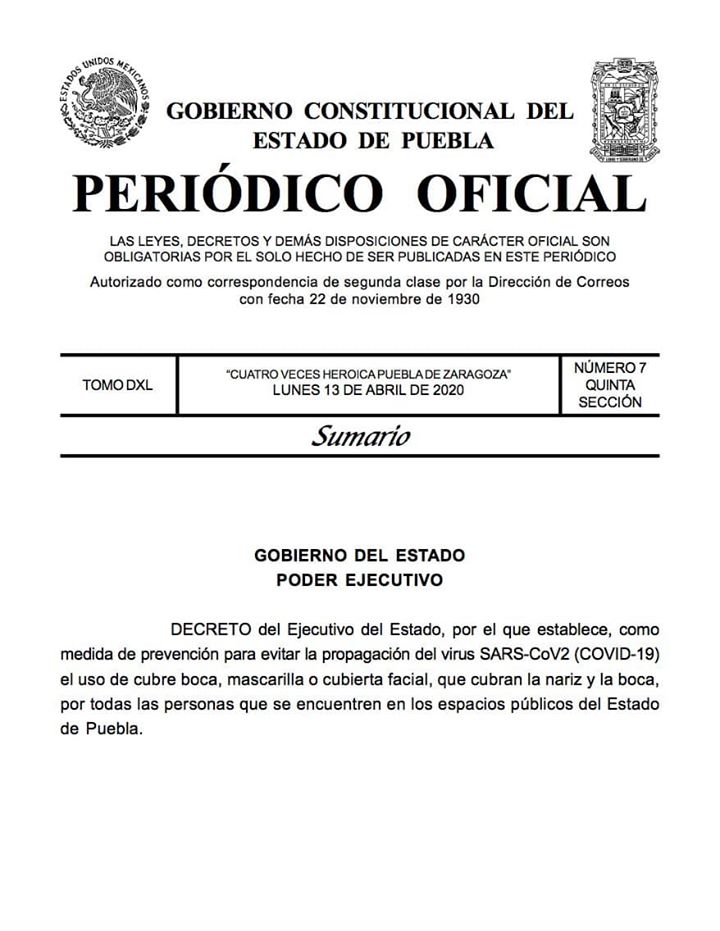 ESTADOS UNIDOS MEXICANOS
GOBIERNO CONSTITUCIONAL DEL
ESTADO DE PUEBLA
PERIÓDICO OFICIAL
LAS LEYES, DECRETOS Y DEMÁS DISPOSICIONES DE CARÁCTER OFICIAL SON
OBLIGATORIAS POR EL SOLO HECHO DE SER PUBLICADAS EN ESTE PERIÓDICO
Autorizado como correspondencia de segunda clase por la Dirección de Correos
con fecha 22 de noviembre de 1930
TOMO DXL
"CUATRO VECES HEROICA PUEBLA DE ZARAGOZA"
LUNES 13 DE ABRIL DE 2020
NÚMERO 7
QUINTA
SECCIÓN
Sumario
GOBIERNO DEL ESTADO
PODER EJECUTIVO
DECRETO del Ejecutivo del Estado, por el que establece, como
medida de prevención para evitar la propagación del virus SARS-CoV2 (COVID-19)
el uso de cubre boca, mascarilla o cubierta facial, que cubran la nariz y la boca,
por todas las personas que se encuentren en los espacios públicos del Estado
de Puebla.